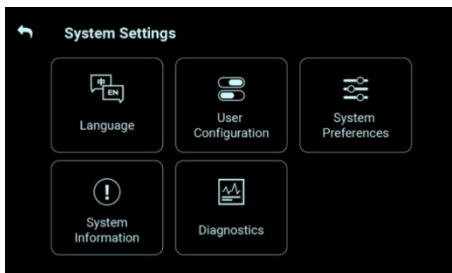 System Settings
中
EN
Language
User
Configuration
System
Preferences
System
Information
Diagnostics